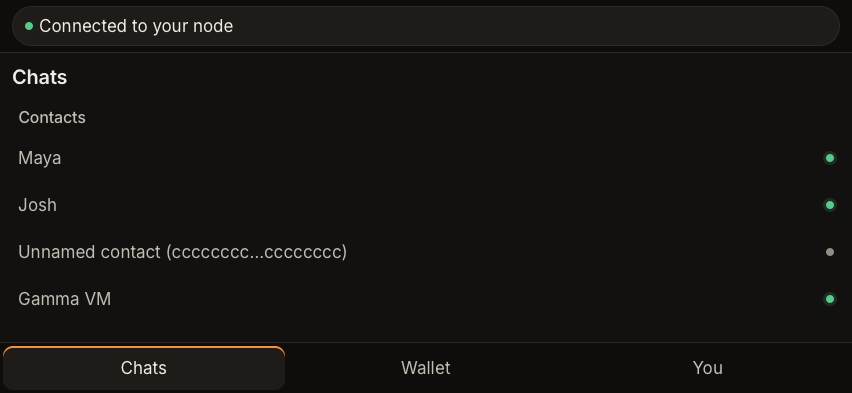 Connected to your node
Chats
Contacts
Maya
Josh
Unnamed contact (cccccccc…cccccccc)
Gamma VM
Chats
Wallet
You